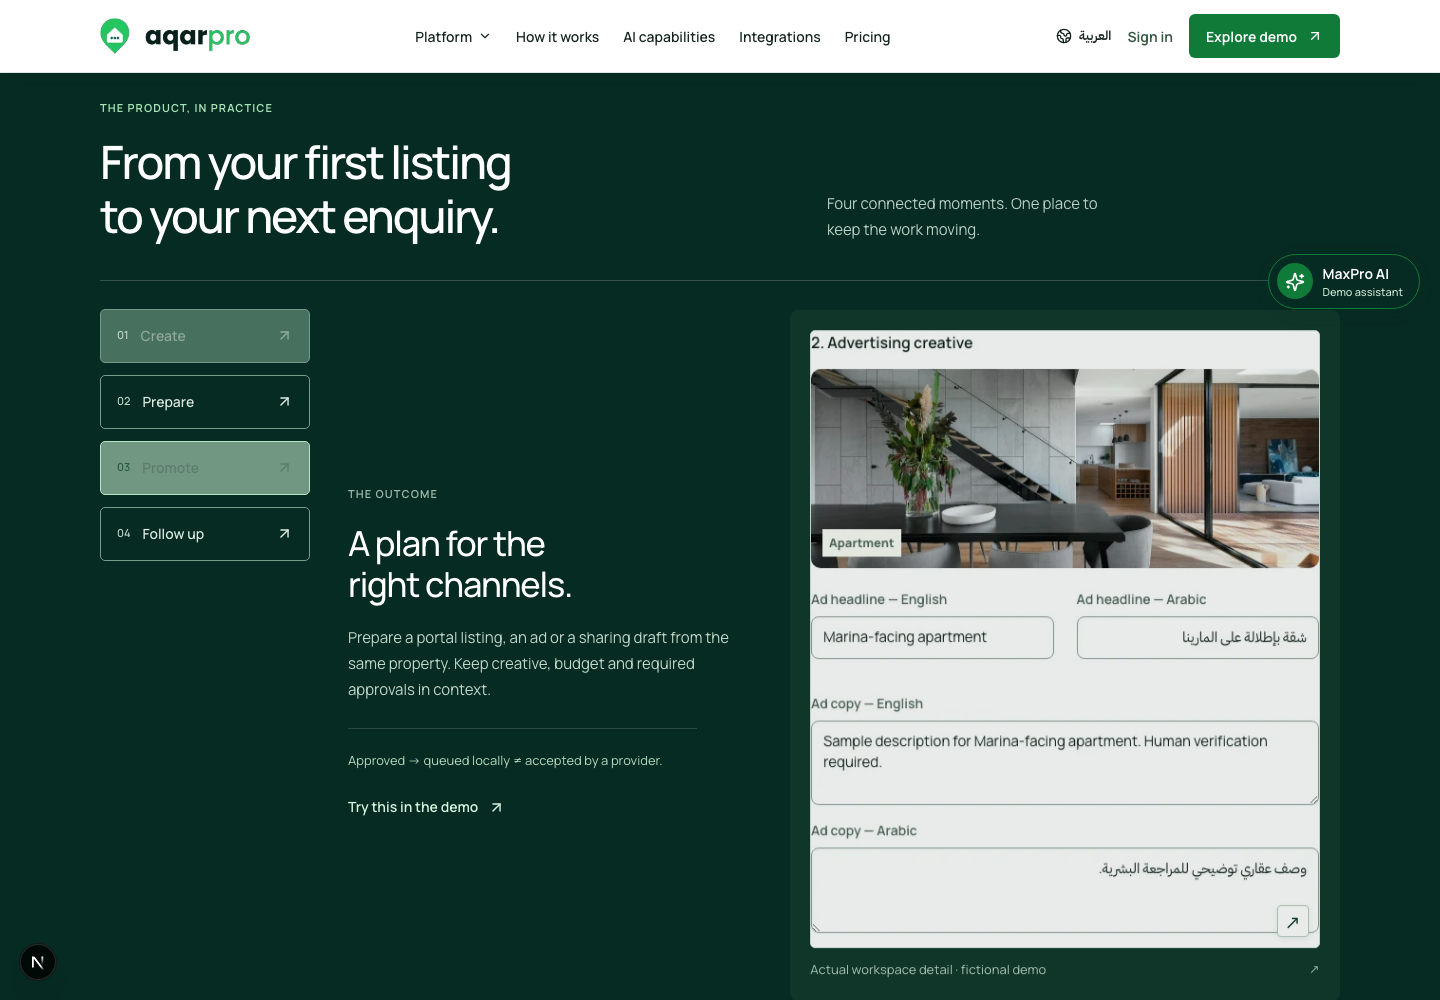 aqarpro
Platform
How it works
AI capabilities
Integrations
Pricing
العربية
Sign in
Explore demo
THE PRODUCT, IN PRACTICE
From your first listing
to your next enquiry.
Four connected moments. One place to
keep the work moving.
MaxPro AI
Demo assistant
01 Create
02 Prepare
03 Promote
04 Follow up
THE OUTCOME
A plan for the
right channels.
Prepare a portal listing, an ad or a sharing draft from the
same property. Keep creative, budget and required
approvals in context.
Approved → queued locally ≠ accepted by a provider.
Try this in the demo
2. Advertising creative
Apartment
Ad headline — English
Marina-facing apartment
Ad headline — Arabic
شقة بإطلالة على المارينا
Ad copy — English
Sample description for Marina-facing apartment. Human verification
required.
Ad copy — Arabic
وصف عقاري توضيحي للمراجعة البشرية.
Actual workspace detail · fictional demo
N